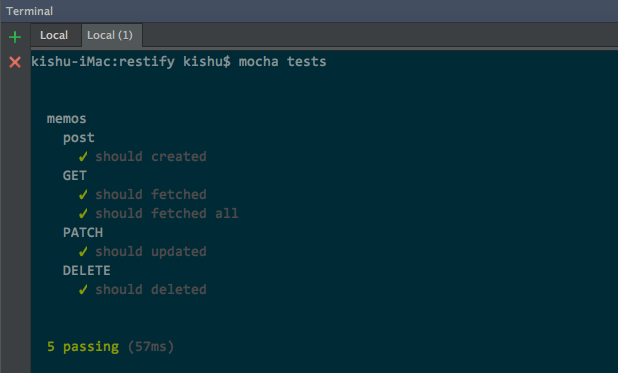 Terminal
Local Local (1)
kishu-iMac:restify kishu$ mocha tests
memos
post
✓ should created
GET
✓ should fetched
✓ should fetched all
PATCH
✓ should updated
DELETE
✓ should deleted
5 passing (57ms)